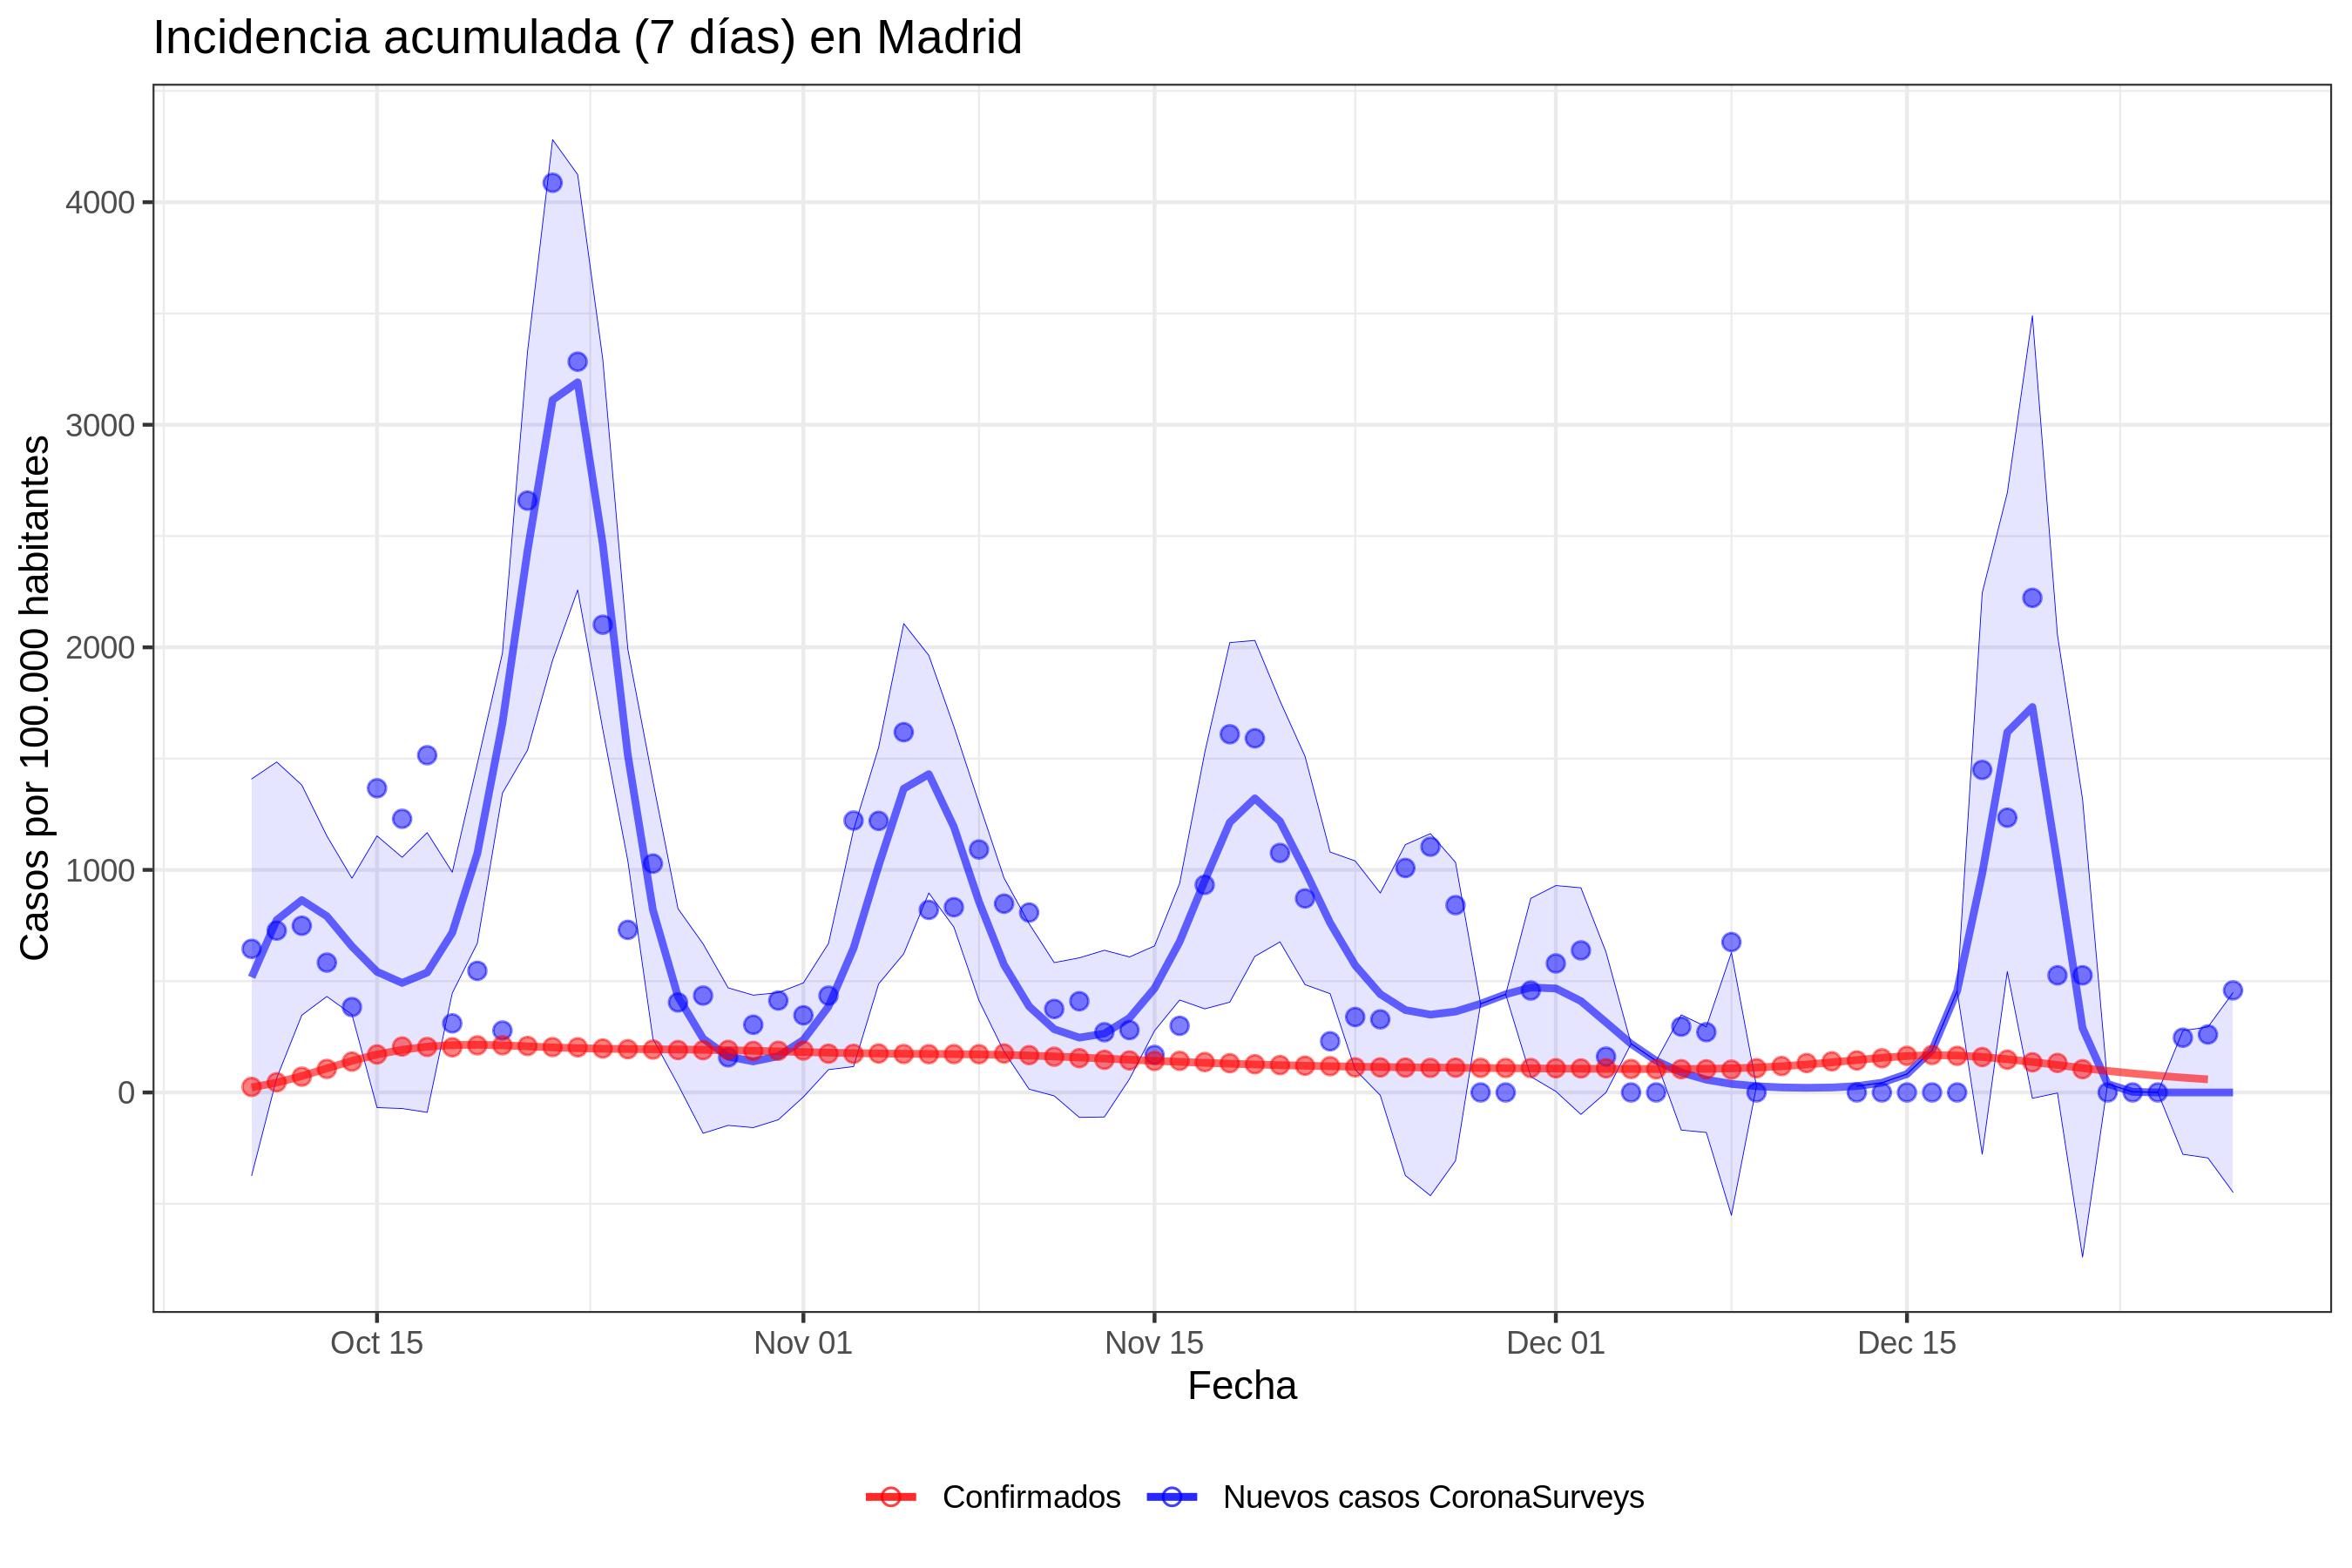 Incidencia acumulada (7 días) en Madrid
Casos por 100.000 habitantes
4000
3000
2000
1000
0
Oct 15
Nov 01
Nov 15
Dec 01
Dec 15
Fecha
Confirmados
Nuevos casos CoronaSurveys